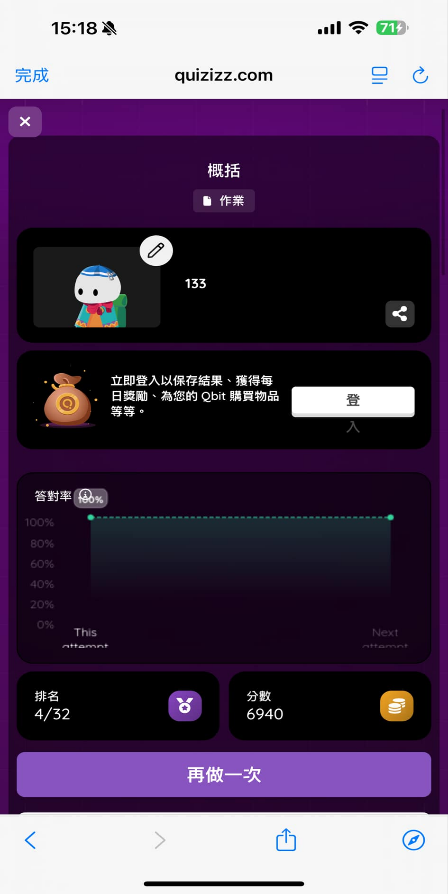 15:18
71
完成
quizizz.com
概括
作業
133
立即登入以保存結果、獲得每
日獎勵、為您的 Qbit 購買物品
等等。
登
入
答對率
100%
100%
80%
60%
40%
20%
0%
This
attempt
Next
attempt
排名
4/32
分數
6940
再做一次